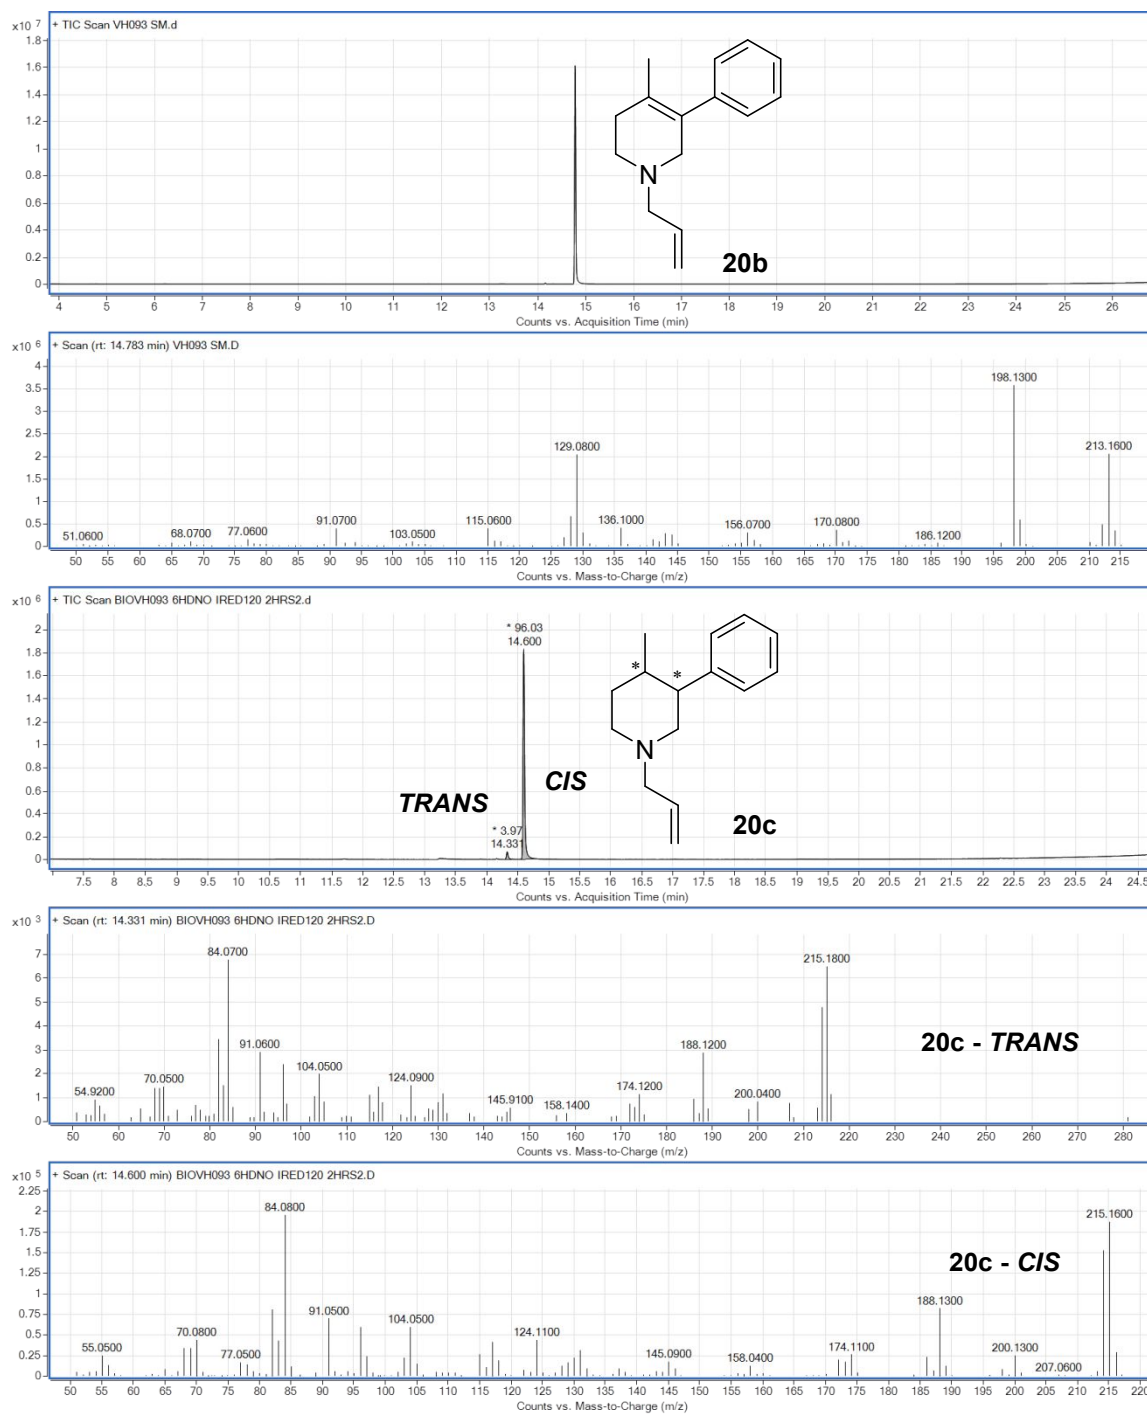 + TIC Scan VH093 SM.d
x10 7
1.8
1.6
1.4
1.2
1
0.8
0.6
0.4
0.2
0
N
20b
4 5 6 7 8 9 10 11 12 13 14 15 16 17 18 19 20 21 22 23 24 25 26
Counts vs. Acquisition Time (min)
+ Scan (rt: 14.783 min) VH093 SM.D
x10 6
4
3.5
3
2.5
2
1.5
1
0.5
0
51.0600 68.0700 77.0600 91.0700 103.0500 115.0600 129.0800 136.1000 156.0700 170.0800 186.1200 198.1300 213.1600
50 55 60 65 70 75 80 85 90 95 100 105 110 115 120 125 130 135 140 145 150 155 160 165 170 175 180 185 190 195 200 205 210 215
Counts vs. Mass-to-Charge (m/z)
+ TIC Scan BIOVH093 6HDNO IRED120 2HRS2.d
x10 6
2
1.8
1.6
1.4
1.2
1
0.8
0.6
0.4
0.2
0
* 96.03
14.600
* *
N
CIS
TRANS
* 3.97
14.331
20c
7.5 8 8.5 9 9.5 10 10.5 11 11.5 12 12.5 13 13.5 14 14.5 15 15.5 16 16.5 17 17.5 18 18.5 19 19.5 20 20.5 21 21.5 22 22.5 23 23.5 24 24.5
Counts vs. Acquisition Time (min)
+ Scan (rt: 14.331 min) BIOVH093 6HDNO IRED120 2HRS2.D
x10 3
7
6
5
4
3
2
1
0
54.9200 70.0500 84.0700 91.0600 104.0500 124.0900 145.9100 158.1400 174.1200 188.1200 200.0400 215.1800
20c - TRANS
50 60 70 80 90 100 110 120 130 140 150 160 170 180 190 200 210 220 230 240 250 260 270 280
Counts vs. Mass-to-Charge (m/z)
+ Scan (rt: 14.600 min) BIOVH093 6HDNO IRED120 2HRS2.D
x10 5
2.25
2
1.75
1.5
1.25
1
0.75
0.5
0.25
0
55.0500 70.0800 77.0500 84.0800 91.0500 104.0500 124.1100 145.0900 158.0400 174.1100 188.1300 200.1300 207.0600 215.1600
20c - CIS
50 55 60 65 70 75 80 85 90 95 100 105 110 115 120 125 130 135 140 145 150 155 160 165 170 175 180 185 190 195 200 205 210 215 220
Counts vs. Mass-to-Charge (m/z)